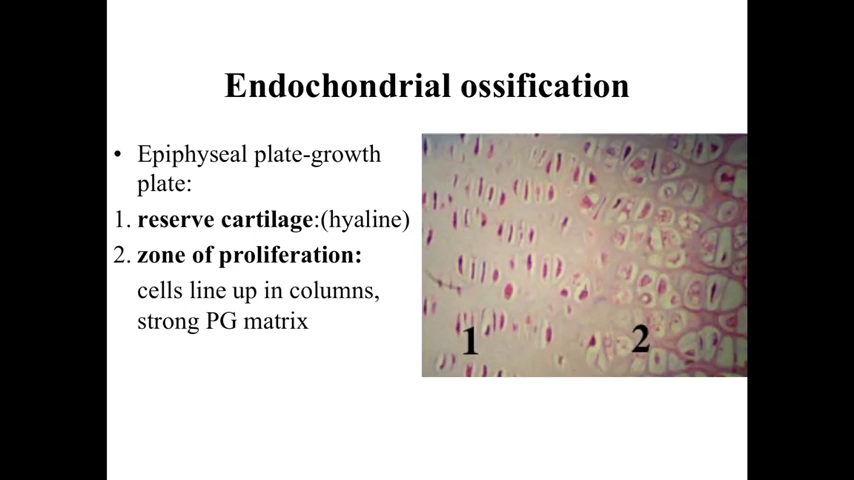 Endochondrial ossification
• Epiphyseal plate-growth
plate:
1. reserve cartilage:(hyaline)
2. zone of proliferation:
cells line up in columns,
strong PG matrix
1
2